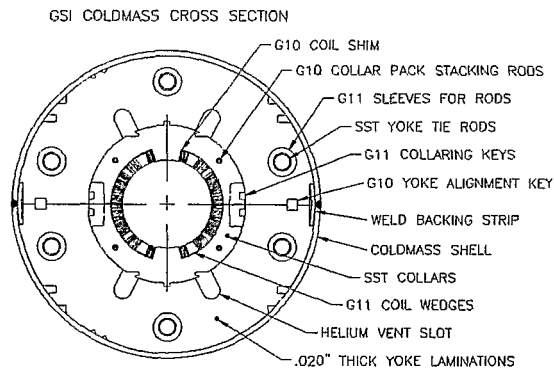 GSI COLDMASS CROSS SECTION
G10 COIL SHIM
G10 COLLAR PACK STACKING RODS
G11 SLEEVES FOR RODS
SST YOKE TIE RODS
G11 COLLARING KEYS
G10 YOKE ALIGNMENT KEY
WELD BACKING STRIP
COLDMASS SHELL
SST COLLARS
G11 COIL WEDGES
HELIUM VENT SLOT
.020" THICK YOKE LAMINATIONS